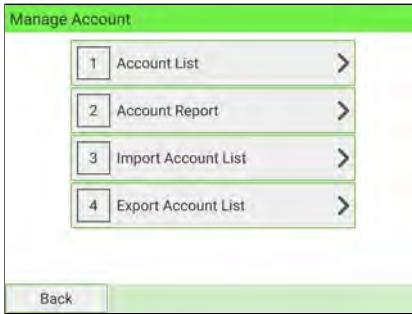 Manage Account
1 Account List
2 Account Report
3 Import Account List
4 Export Account List
Back